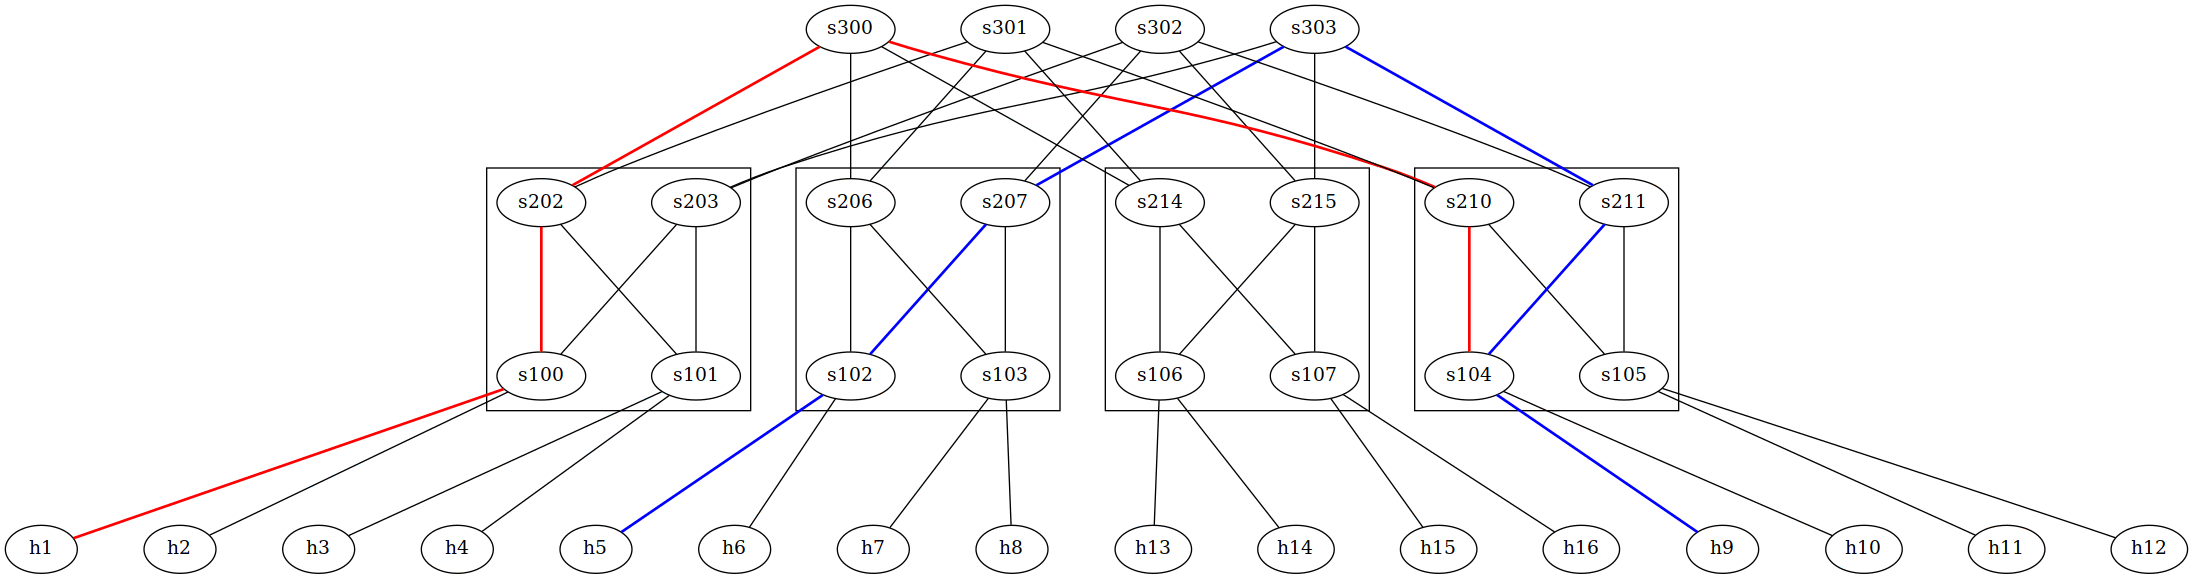 s300 s301 s302 s303
s202 s203 s206 s207 s214 s215 s210 s211
s100 s101 s102 s103 s106 s107 s104 s105
h1 h2 h3 h4 h5 h6 h7 h8 h13 h14 h15 h16 h9 h10 h11 h12